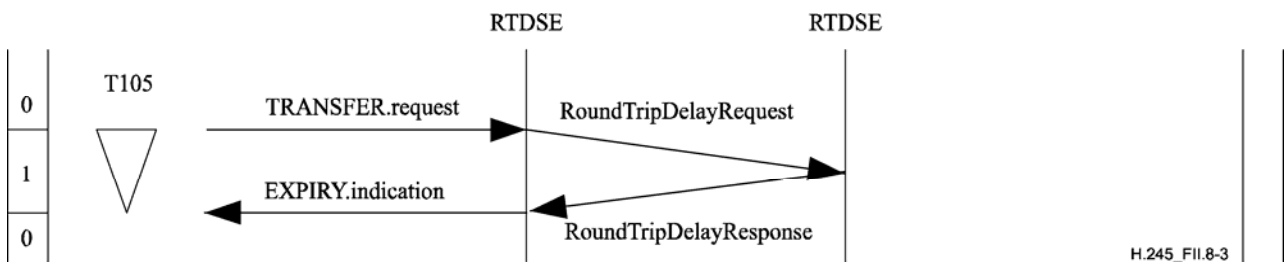 RTDSE RTDSE
T105
0
TRANSFER.request
RoundTripDelayRequest
1
EXPIRY.indication
0
RoundTripDelayResponse
H.245_FII.8-3